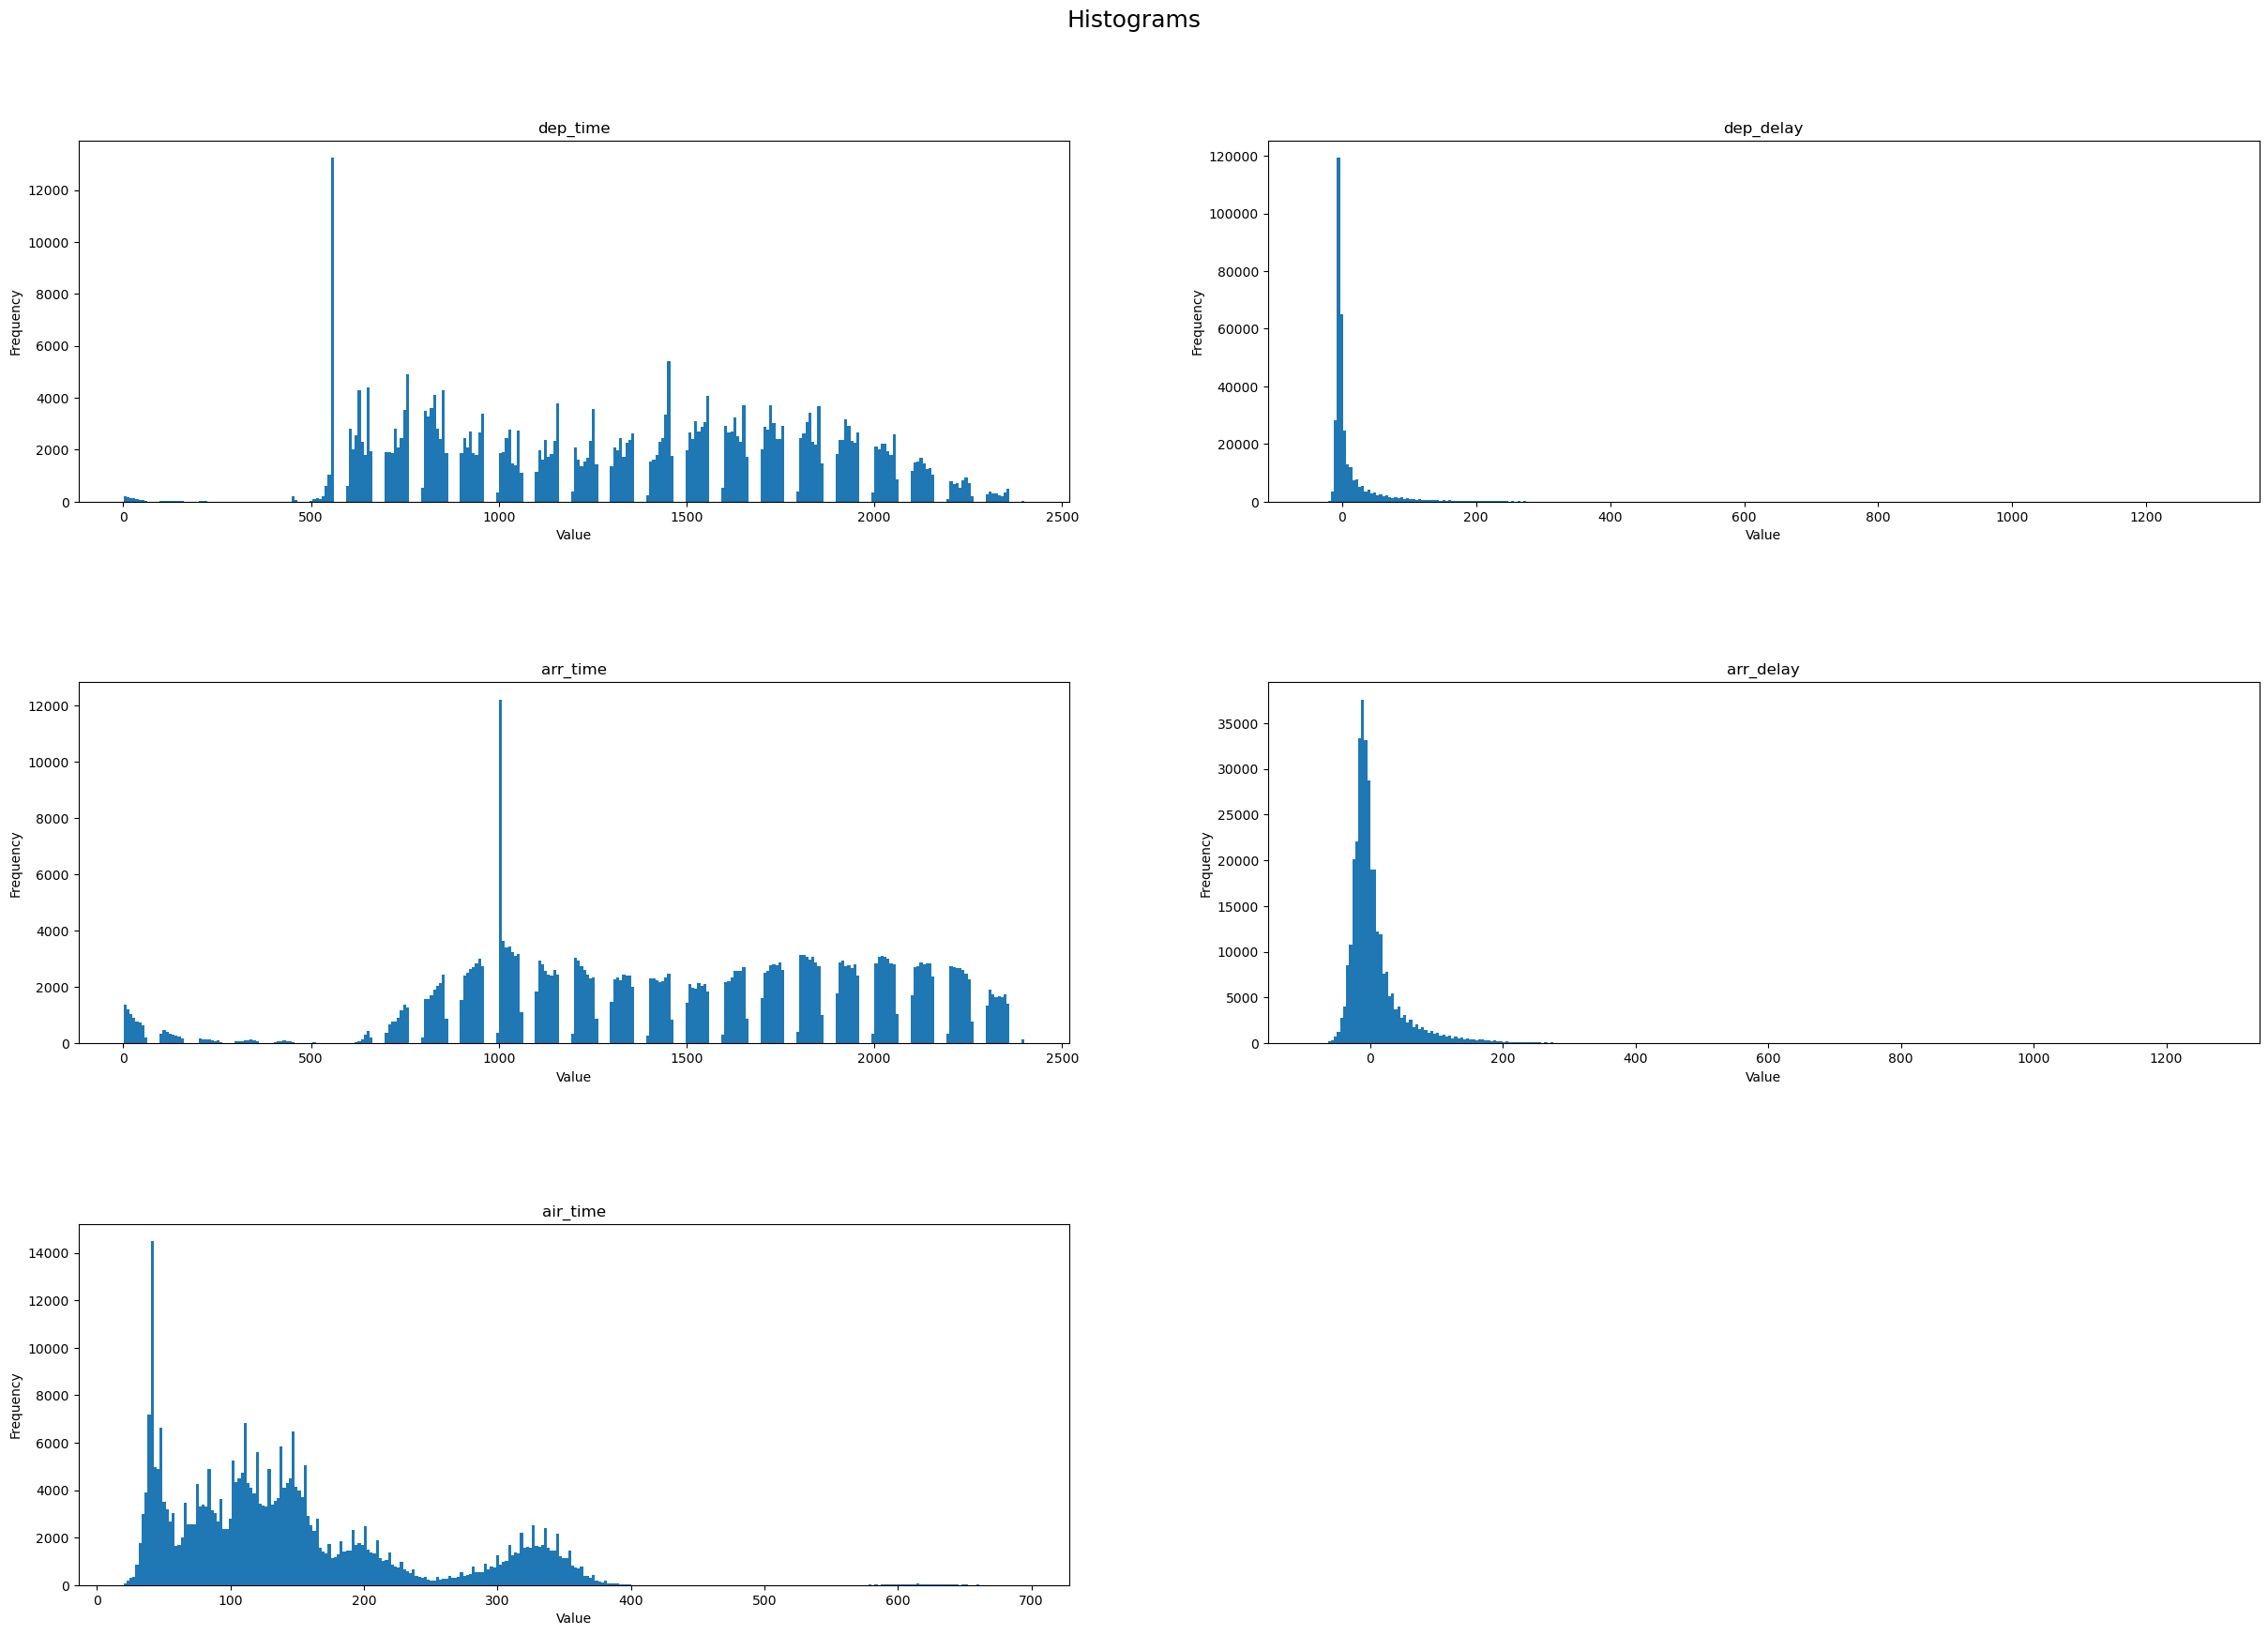 Histograms
dep_time
Frequency
12000
10000
8000
6000
4000
2000
0
0 500 1000 1500 2000 2500
Value
dep_delay
Frequency
120000
100000
80000
60000
40000
20000
0
0 200 400 600 800 1000 1200
Value
arr_time
Frequency
12000
10000
8000
6000
4000
2000
0
0 500 1000 1500 2000 2500
Value
arr_delay
Frequency
35000
30000
25000
20000
15000
10000
5000
0
0 200 400 600 800 1000 1200
Value
air_time
Frequency
14000
12000
10000
8000
6000
4000
2000
0
0 100 200 300 400 500 600 700
Value